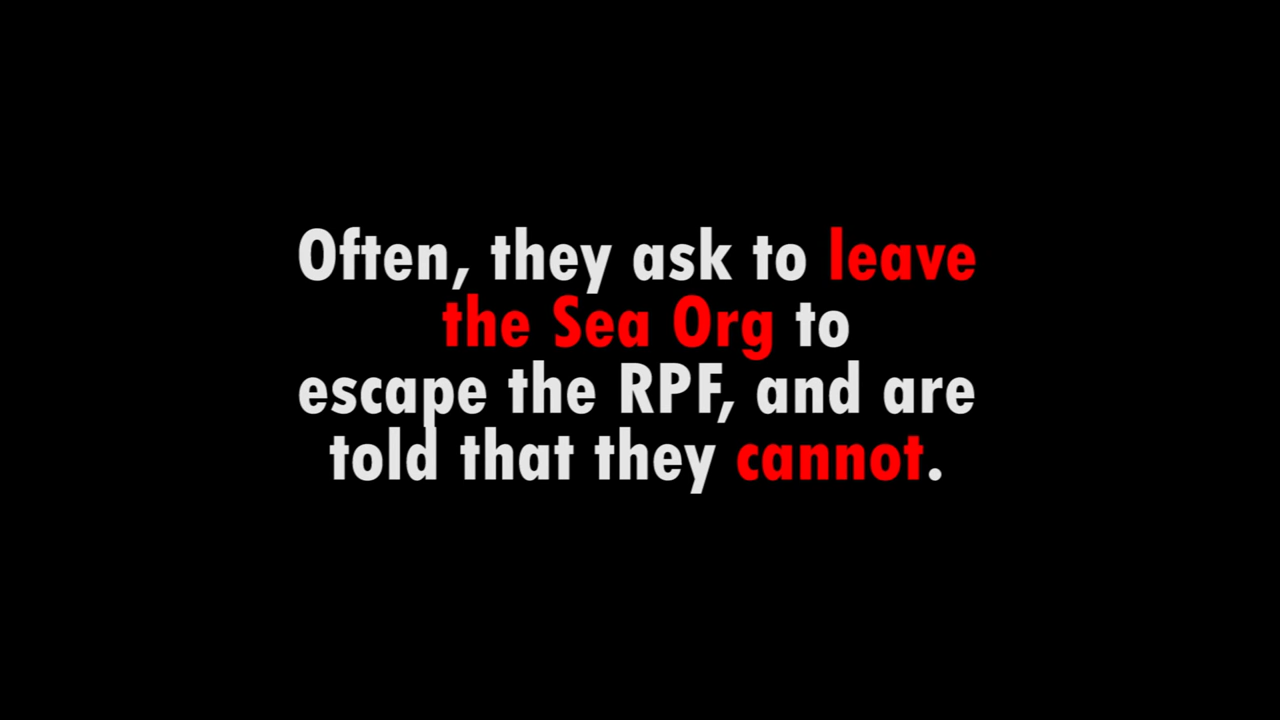 Often, they ask to leave
the Sea Org to
escape the RPF, and are
told that they cannot.